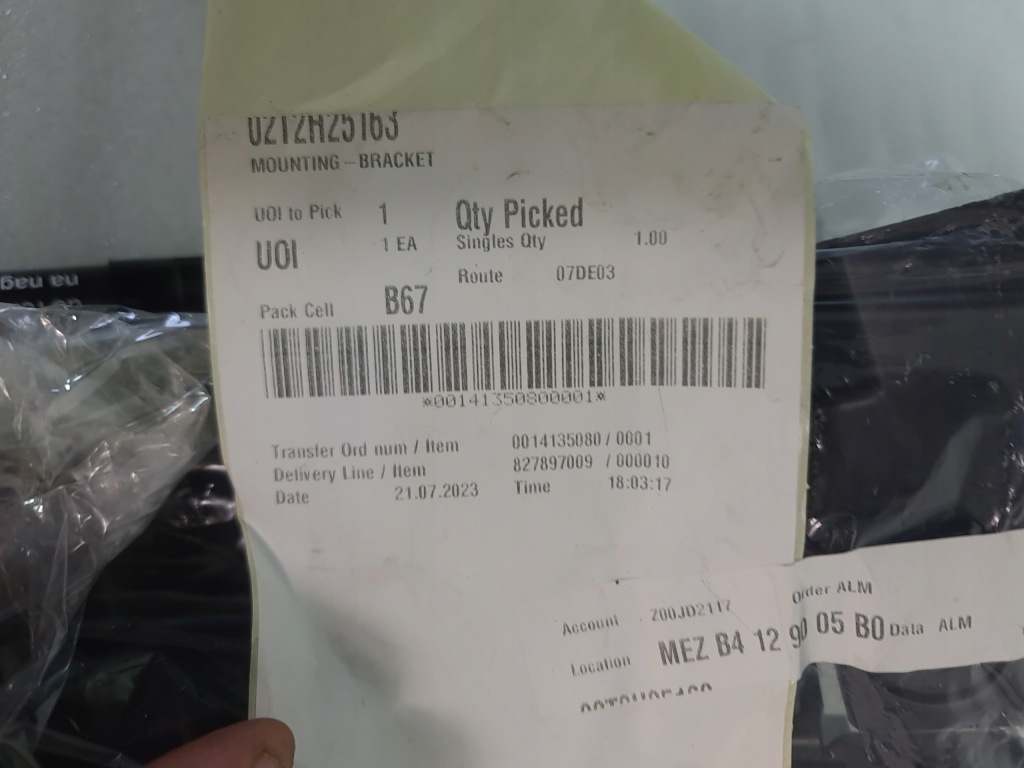 02T2H25163
MOUNTING - BRACKET
UOI to Pick 1 Qty Picked
UOI 1 EA Singles Qty 1.00
Route 07DE03
Pack Cell B67
*00141350800001*
Transfer Ord num / Item 0014135080 / 0001
Delivery Line / Item 827897009 / 000010
Date 21.07.2023 Time 18:03:17
Account Z00JD2117 Order ALM
Location MEZ B4 12 90 05 B0 Data ALM